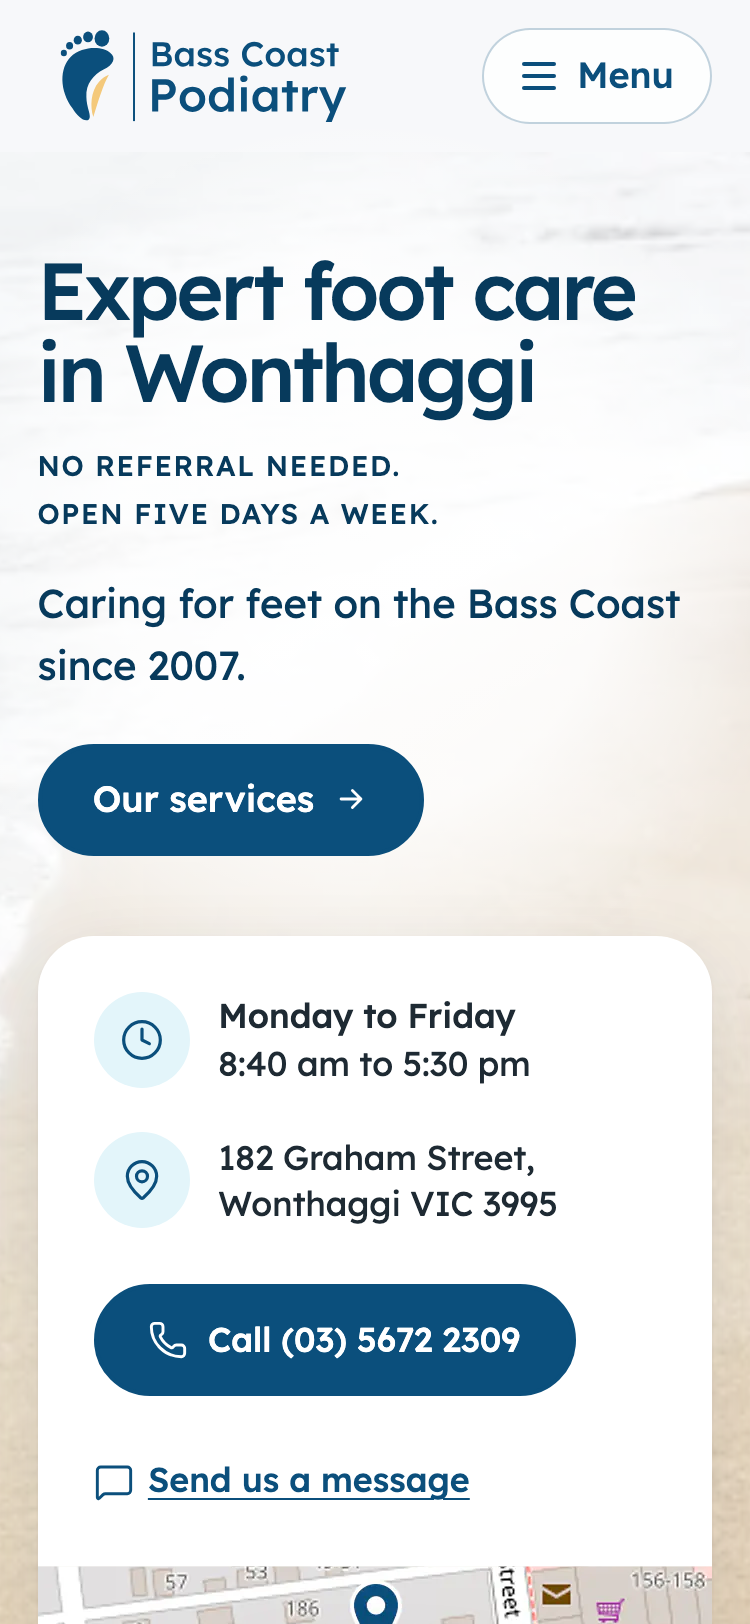 Bass Coast
Podiatry
Menu
Expert foot care
in Wonthaggi
NO REFERRAL NEEDED.
OPEN FIVE DAYS A WEEK.
Caring for feet on the Bass Coast
since 2007.
Our services
Monday to Friday
8:40 am to 5:30 pm
182 Graham Street,
Wonthaggi VIC 3995
Call (03) 5672 2309
Send us a message
57
53
186
156-158